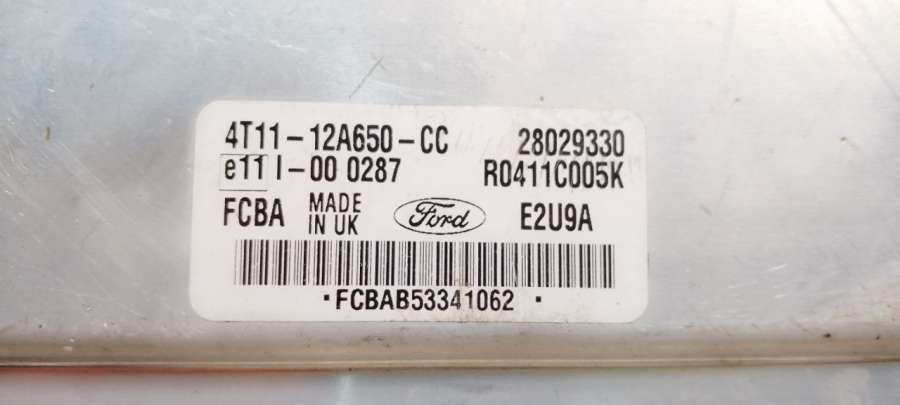 4T11-12A650-CC 28029330
e11 I-00 0287 R0411C005K
FCBA MADE IN UK Ford E2U9A
·FCBAB53341062 ·